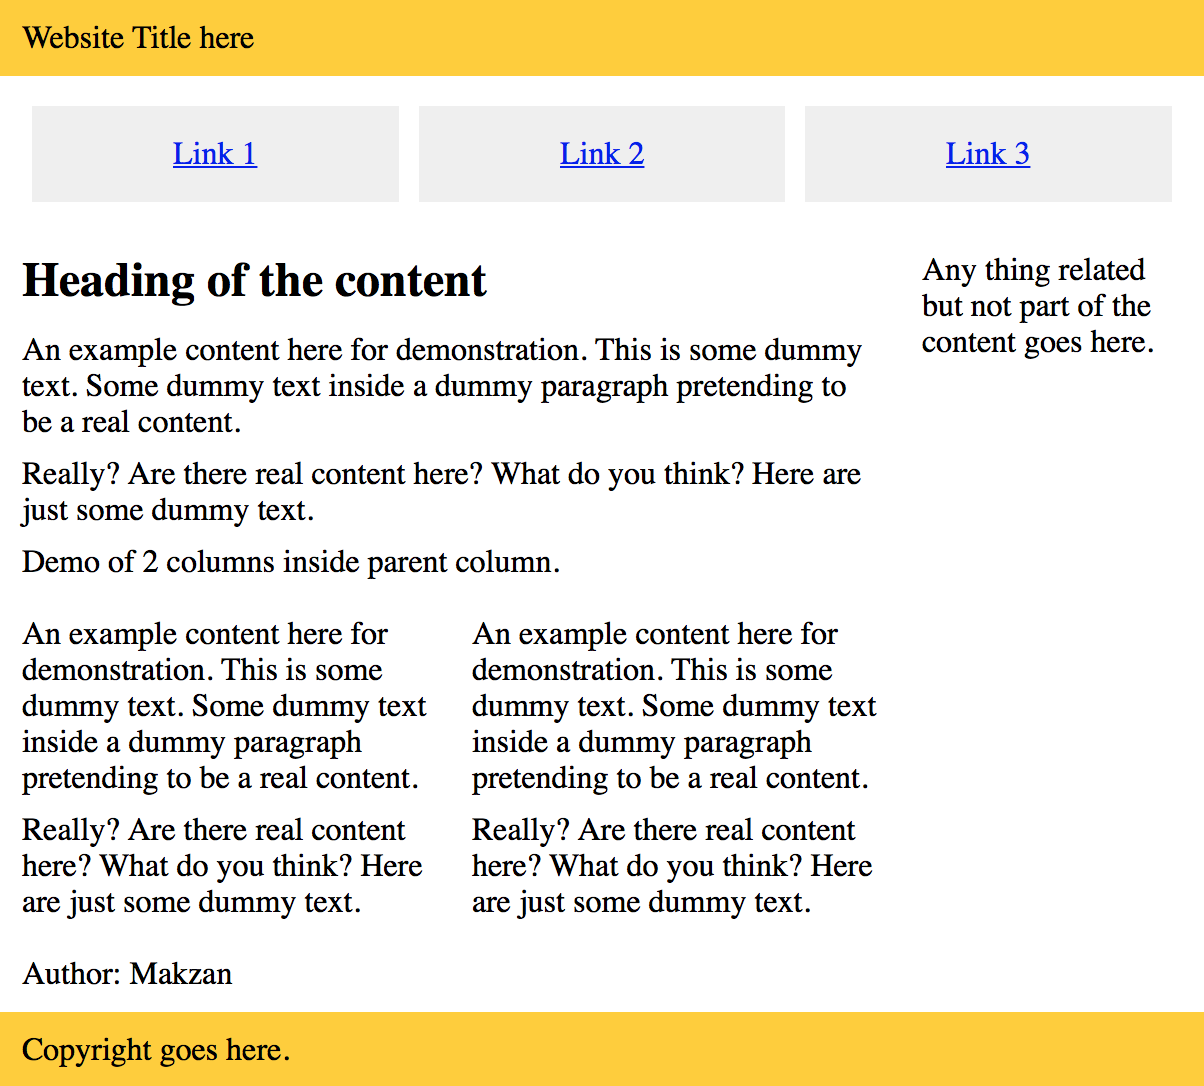 Website Title here
Link 1
Link 2
Link 3
Heading of the content
An example content here for demonstration. This is some dummy
text. Some dummy text inside a dummy paragraph pretending to
be a real content.
Really? Are there real content here? What do you think? Here are
just some dummy text.
Demo of 2 columns inside parent column.
An example content here for
demonstration. This is some
dummy text. Some dummy text
inside a dummy paragraph
pretending to be a real content.
Really? Are there real content
here? What do you think? Here
are just some dummy text.
An example content here for
demonstration. This is some
dummy text. Some dummy text
inside a dummy paragraph
pretending to be a real content.
Really? Are there real content
here? What do you think? Here
are just some dummy text.
Author: Makzan
Any thing related
but not part of the
content goes here.
Copyright goes here.